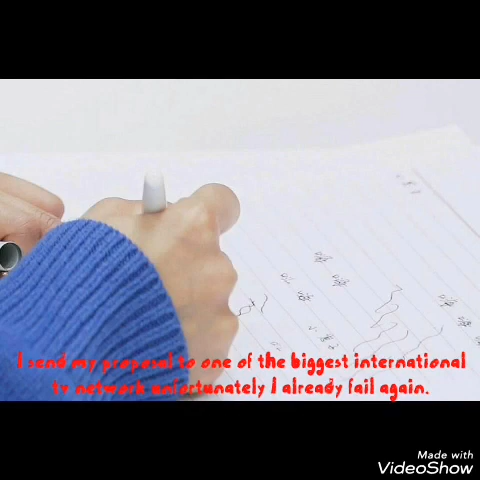 I send my proposal to one of the biggest international
tv network unfortunately I already fail again.
Made with
VideoShow